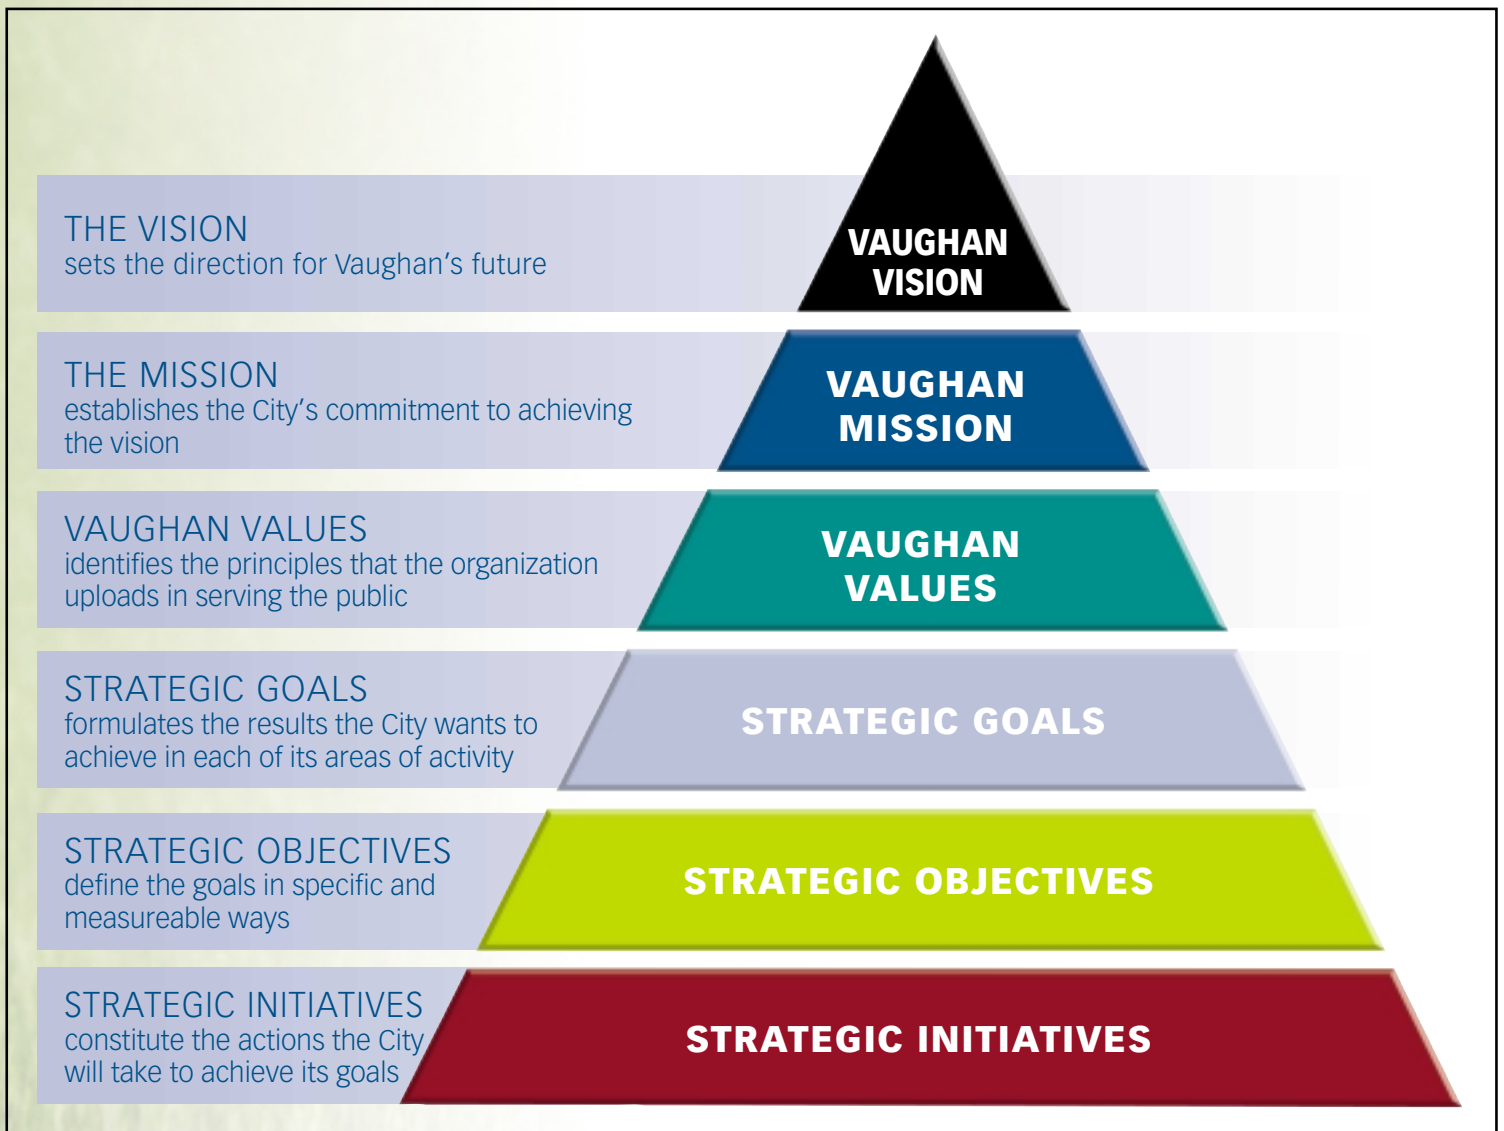 THE VISION
sets the direction for Vaughan's future
VAUGHAN
VISION
THE MISSION
establishes the City's commitment to achieving
the vision
VAUGHAN
MISSION
VAUGHAN VALUES
identifies the principles that the organization
uploads in serving the public
VAUGHAN
VALUES
STRATEGIC GOALS
formulates the results the City wants to
achieve in each of its areas of activity
STRATEGIC GOALS
STRATEGIC OBJECTIVES
define the goals in specific and
measureable ways
STRATEGIC OBJECTIVES
STRATEGIC INITIATIVES
constitute the actions the City
will take to achieve its goals
STRATEGIC INITIATIVES